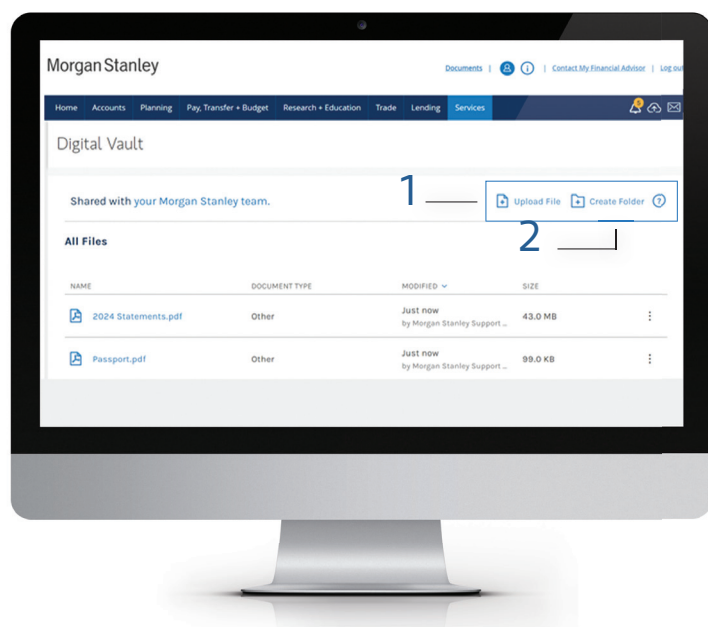 Morgan Stanley
Documents | | Contact My Financial Advisor | Log out
Home Accounts Planning Pay, Transfer + Budget Research + Education Trade Lending Services 5
Digital Vault
Shared with your Morgan Stanley team.
1
Upload File Create Folder ?
2
All Files
NAME DOCUMENT TYPE MODIFIED SIZE
2024 Statements.pdf Other Just now 43.0 MB
by Morgan Stanley Support ...
Passport.pdf Other Just now 99.0 KB
by Morgan Stanley Support ...